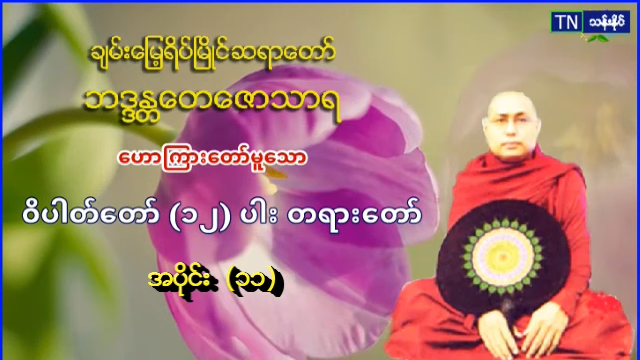 TN သန်းနိုင်
ချမ်းမြေ့ရိပ်မြိုင်ဆရာတော်
ဘဒ္ဒန္တတေဇောသာရ
ဟောကြားတော်မူသော
ဝိပါတ်တော် (၁၂) ပါး တရားတော်
အပိုင်း (၁၁)